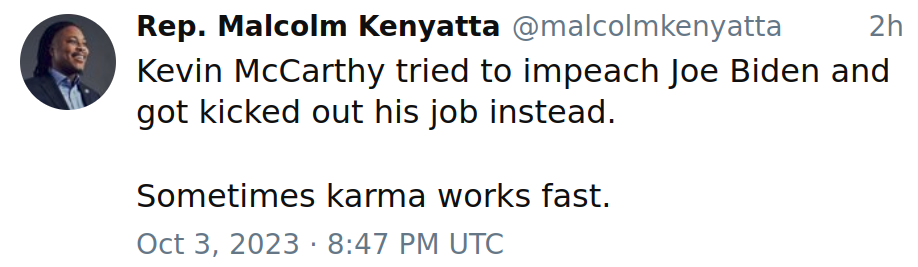 Rep. Malcolm Kenyatta @malcolmkenyatta 2h
Kevin McCarthy tried to impeach Joe Biden and
got kicked out his job instead.
Sometimes karma works fast.
Oct 3, 2023 · 8:47 PM UTC